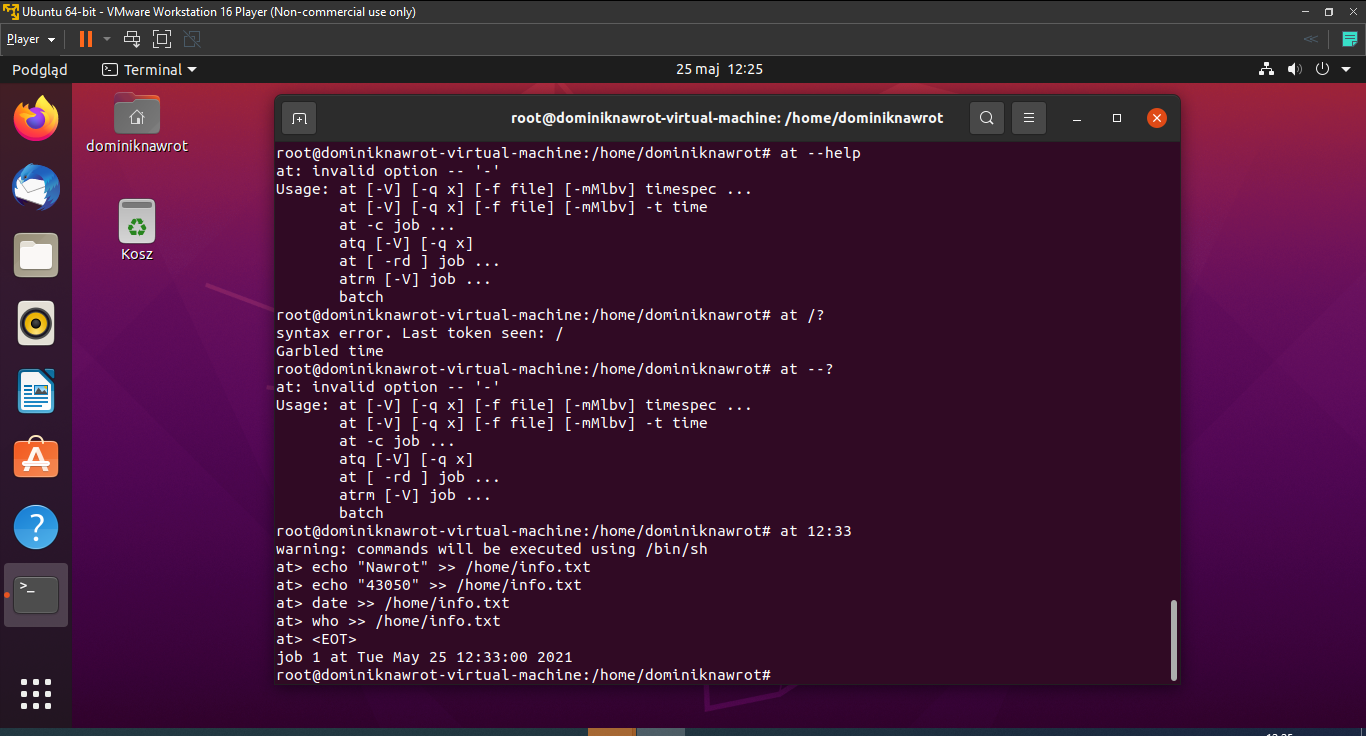 Ubuntu 64-bit - VMware Workstation 16 Player (Non-commercial use only)
Player
Podgląd
Terminal
25 maj 12:25
dominiknawrot
Kosz
root@dominiknawrot-virtual-machine: /home/dominiknawrot
root@dominiknawrot-virtual-machine:/home/dominiknawrot# at --help
at: invalid option -- '-'
Usage: at [-V] [-q x] [-f file] [-mMlbv] timespec ...
       at [-V] [-q x] [-f file] [-mMlbv] -t time
       at -c job ...
       atq [-V] [-q x]
       at [ -rd ] job ...
       atrm [-V] job ...
       batch
root@dominiknawrot-virtual-machine:/home/dominiknawrot# at /?
syntax error. Last token seen: /
Garbled time
root@dominiknawrot-virtual-machine:/home/dominiknawrot# at --?
at: invalid option -- '-'
Usage: at [-V] [-q x] [-f file] [-mMlbv] timespec ...
       at [-V] [-q x] [-f file] [-mMlbv] -t time
       at -c job ...
       atq [-V] [-q x]
       at [ -rd ] job ...
       atrm [-V] job ...
       batch
root@dominiknawrot-virtual-machine:/home/dominiknawrot# at 12:33
warning: commands will be executed using /bin/sh
at> echo "Nawrot" >> /home/info.txt
at> echo "43050" >> /home/info.txt
at> date >> /home/info.txt
at> who >> /home/info.txt
at> <EOT>
job 1 at Tue May 25 12:33:00 2021
root@dominiknawrot-virtual-machine:/home/dominiknawrot#